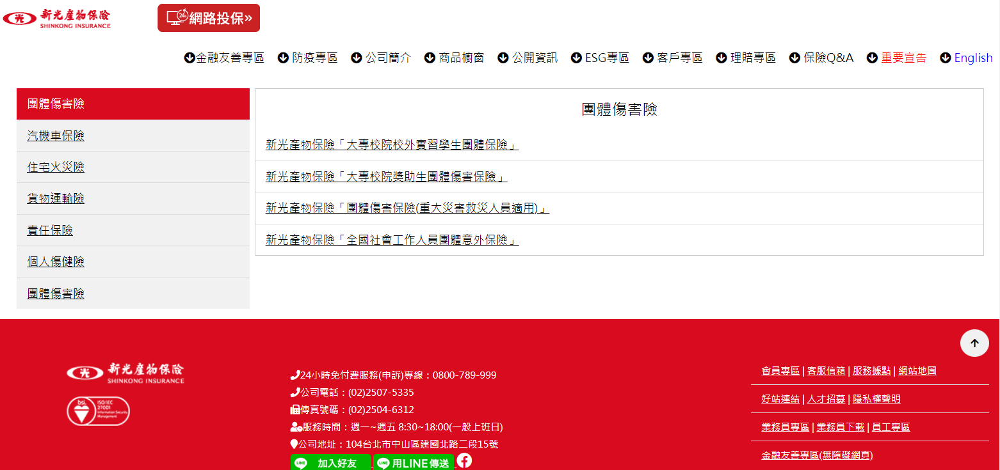 新光產物保險
SHINKONG INSURANCE
24h 網路投保»
金融友善專區 防疫專區 公司簡介 商品櫥窗 公開資訊 ESG專區 客戶專區 理賠專區 保險Q&A 重要宣告 English
團體傷害險
汽機車保險
住宅火災險
貨物運輸險
責任保險
個人傷健險
團體傷害險
團體傷害險
新光產物保險「大專校院校外實習學生團體保險」
新光產物保險「大專校院獎助生團體傷害保險」
新光產物保險「團體傷害保險(重大災害救災人員適用)」
新光產物保險「全國社會工作人員團體意外保險」
新光產物保險
SHINKONG INSURANCE
bsi. ISO/IEC
27001
Information Security
Management
24小時免付費服務(申訴)專線：0800-789-999
公司電話：(02)2507-5335
傳真號碼：(02)2504-6312
服務時間：週一~週五 8:30~18:00(一般上班日)
公司地址：104台北市中山區建國北路二段15號
LINE 加入好友 LINE 用LINE傳送
會員專區 | 客服信箱 | 服務據點 | 網站地圖
好站連結 | 人才招募 | 隱私權聲明
業務員專區 | 業務員下載 | 員工專區
金融友善專區(無障礙網頁)